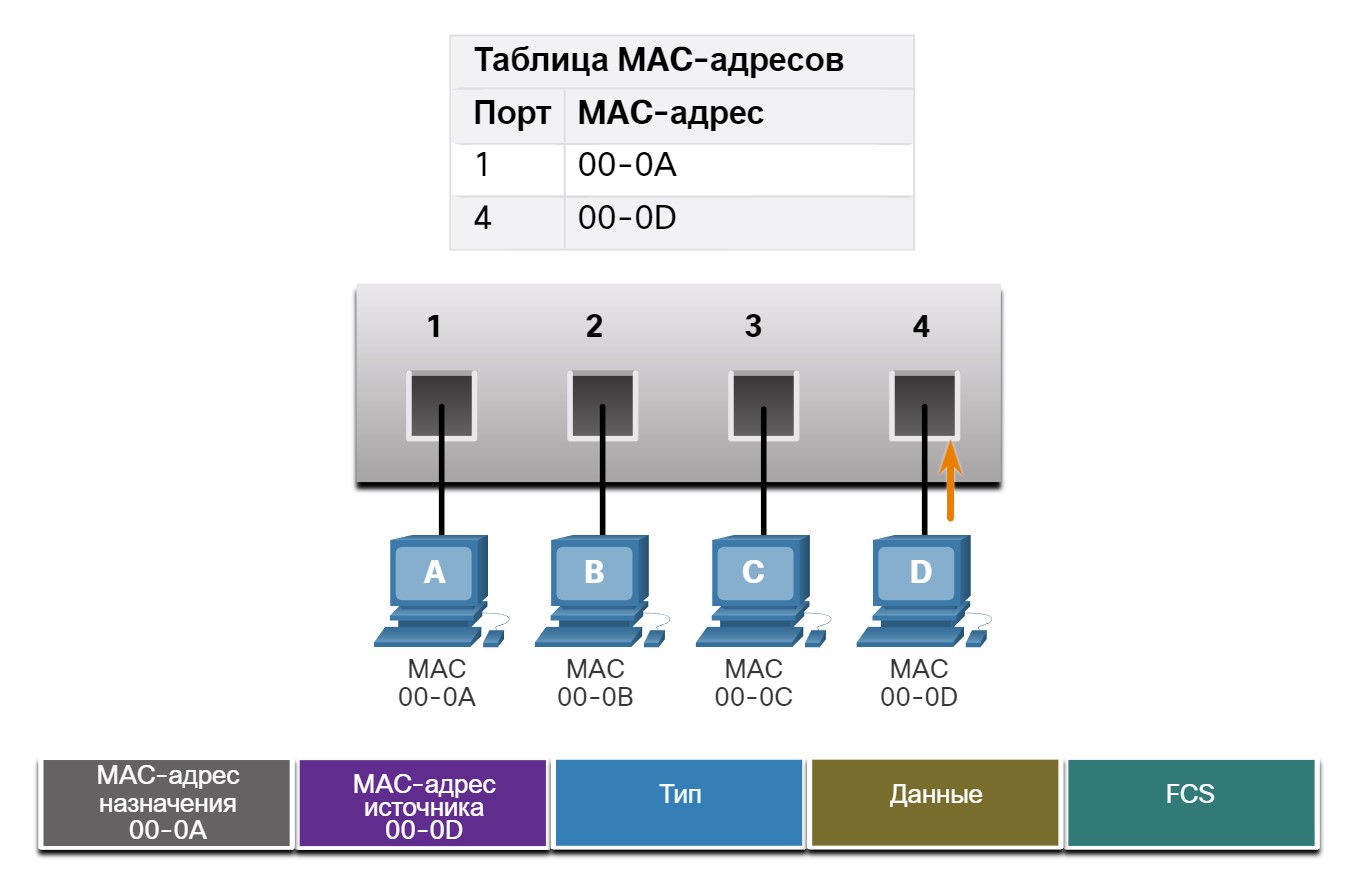 Таблица MAC-адресов
Порт MAC-адрес
1 00-0A
4 00-0D
1 2 3 4
A B C D
MAC MAC MAC MAC
00-0A 00-0B 00-0C 00-0D
MAC-адрес
назначения
00-0A
MAC-адрес
источника
00-0D
Тип
Данные
FCS